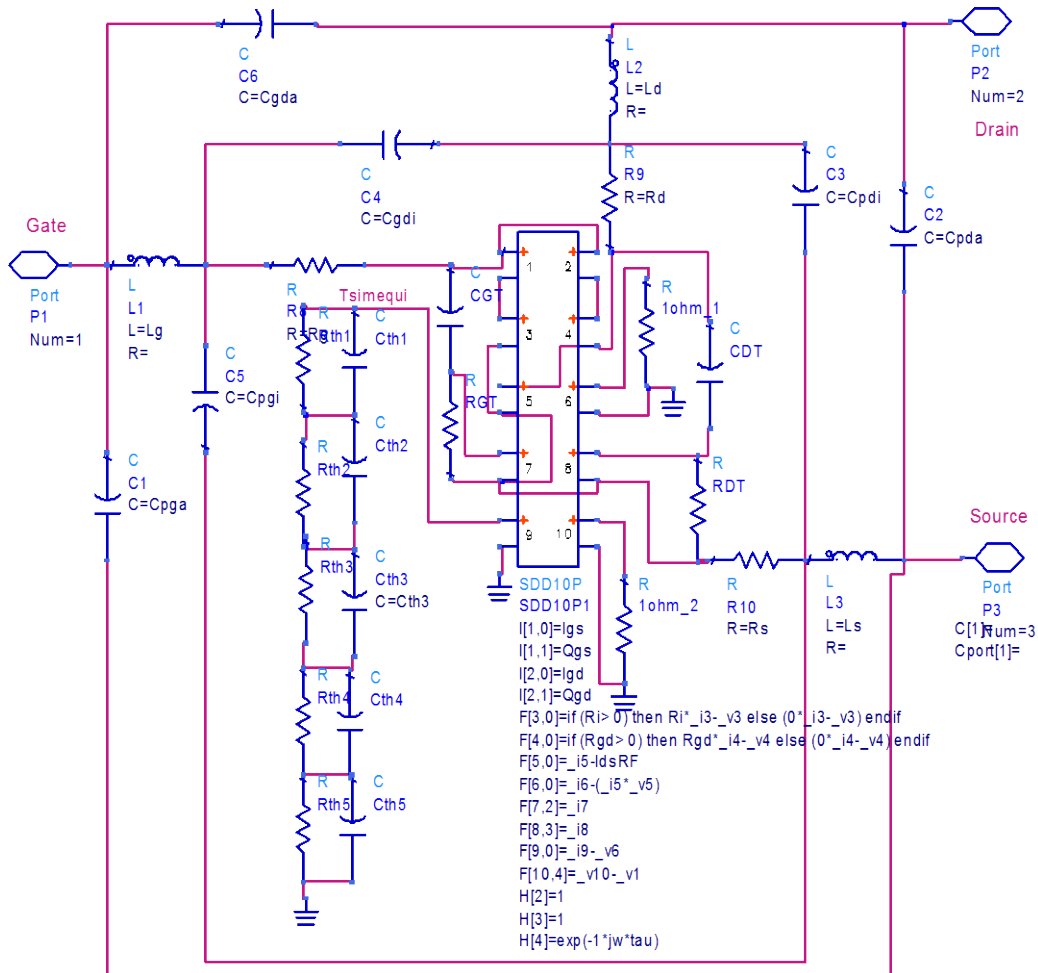 C
C6
C=Cgda
L
L2
L=Ld
R=
Port
P2
Num=2
Drain
C
C4
C=Cgdi
R
R9
R=Rd
C
C3
C=Cpdi
C
C2
C=Cpda
Gate
Port
P1
Num=1
L
L1
L=Lg
R=
R
Tsimequi
C
CGT
1
2
3
4
5
6
7
8
9
10
R
1ohm_1
C
CDT
R
Rth1
C
Cth1
C
C5
C=Cpgi
R
RGT
C
Cth2
R
Rth2
C
C1
C=Cpga
R
RDT
Source
R
Rth3
C
Cth3
C=Cth3
SDD10P
SDD10P1
I[1,0]=Igs
I[1,1]=Qgs
I[2,0]=Igd
I[2,1]=Qgd
F[3,0]=if (Ri> 0) then Ri*_i3-_v3 else (0*_i3-_v3) endif
F[4,0]=if (Rgd> 0) then Rgd*_i4-_v4 else (0*_i4-_v4) endif
F[5,0]=_i5-IdsRF
F[6,0]=_i6-(_i5*_v5)
F[7,2]=_i7
F[8,3]=_i8
F[9,0]=_i9-_v6
F[10,4]=_v10-_v1
H[2]=1
H[3]=1
H[4]=exp(-1*jw*tau)
R
1ohm_2
R
R10
R=Rs
L
L3
L=Ls
R=
Port
P3
Num=3
Cport[1]=
R
Rth4
C
Cth4
R
Rth5
C
Cth5